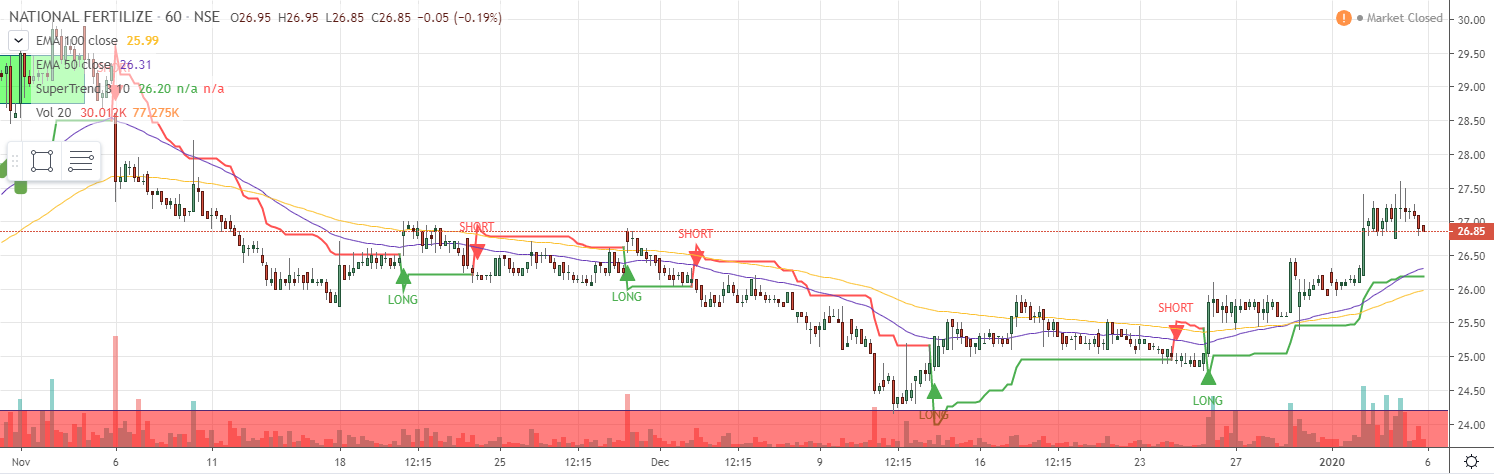 NATIONAL FERTILIZE · 60 · NSE O26.95 H26.95 L26.85 C26.85 −0.05 (−0.19%)
! ● Market Closed
EMA 100 close 25.99
EMA 50 close 26.31
SuperTrend 3 10 26.20 n/a n/a
Vol 20 30.012K 77.275K
30.00
29.50
29.00
28.50
28.00
27.50
27.00
26.85
26.50
26.00
25.50
25.00
24.50
24.00
SHORT
SHORT
SHORT
LONG
LONG
LONG
LONG
Nov 6 11 18 12:15 25 12:15 Dec 12:15 9 12:15 16 12:15 23 27 2020 6